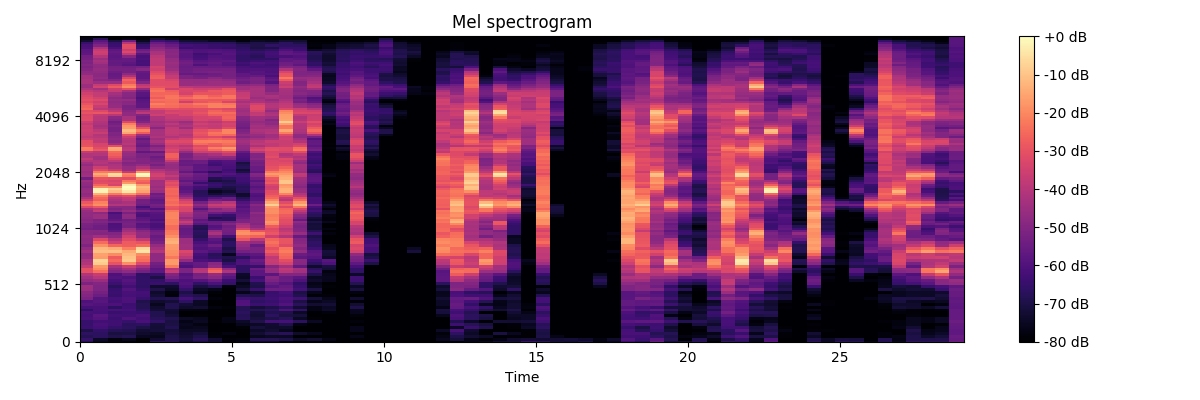 Mel spectrogram
8192
4096
2048
1024
512
0
Hz
0 5 10 15 20 25
Time
+0 dB
-10 dB
-20 dB
-30 dB
-40 dB
-50 dB
-60 dB
-70 dB
-80 dB